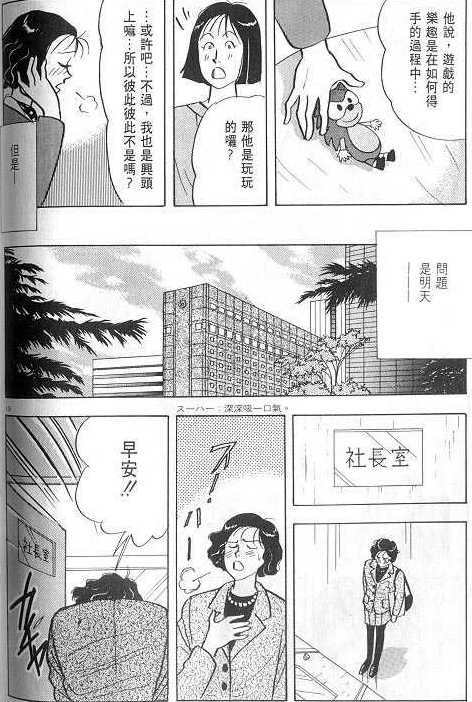 他說，遊戲的
樂趣是在如何得
手的過程中…
那他是玩玩
的囉？
…或許吧…不過，我也是興頭
上嘛…所以彼此彼此不是嗎？
但是——
問題
是明天
——
社長室
スーハー：深深吸一口氣。
スーハー
早安!!
社長室